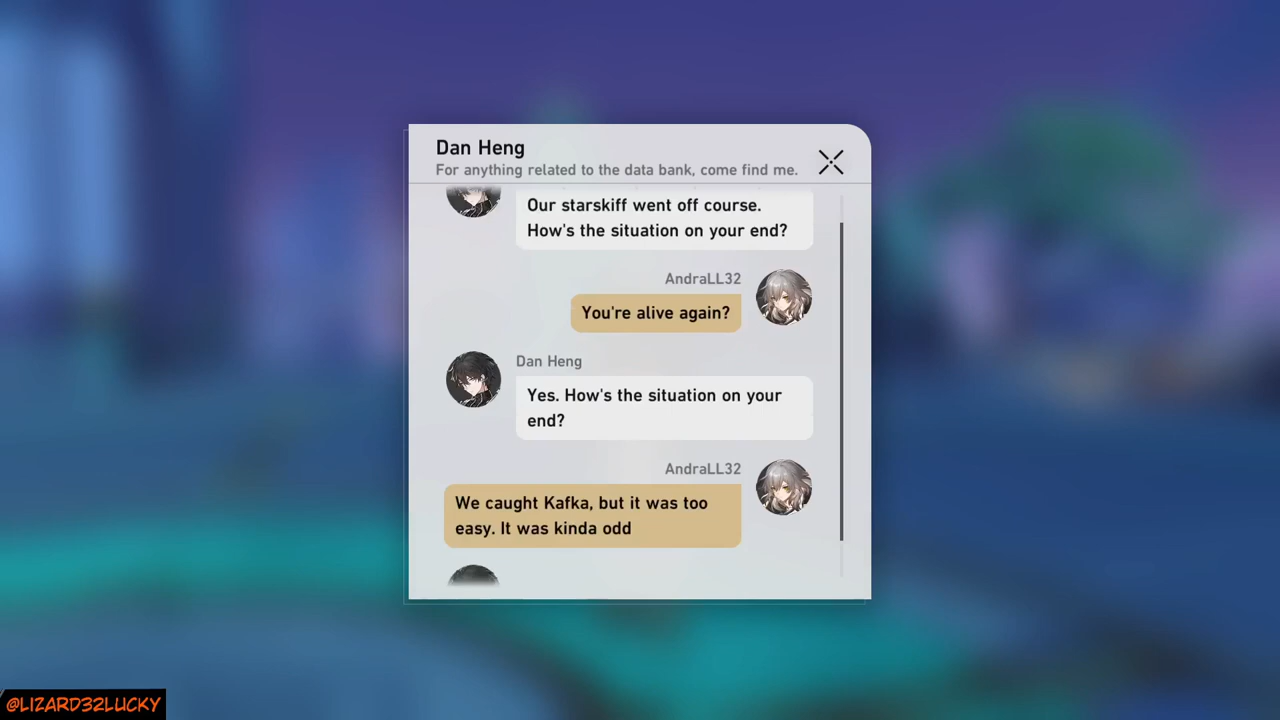 Dan Heng
For anything related to the data bank, come find me.
Our starskiff went off course.
How's the situation on your end?
AndraLL32
You're alive again?
Dan Heng
Yes. How's the situation on your
end?
AndraLL32
We caught Kafka, but it was too
easy. It was kinda odd
@LIZARD32LUCKY